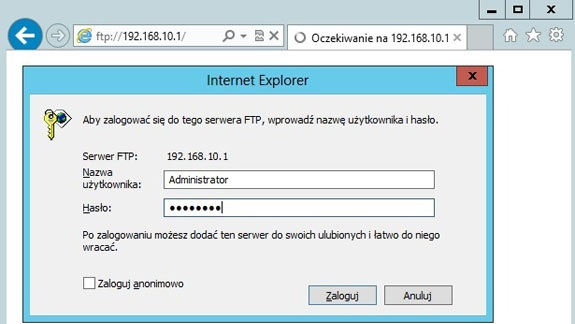 ftp://192.168.10.1/
Oczekiwanie na 192.168.10.1
Internet Explorer
Aby zalogować się do tego serwera FTP, wprowadź nazwę użytkownika i hasło.
Serwer FTP: 192.168.10.1
Nazwa
użytkownika: Administrator
Hasło: ●●●●●●●●
Po zalogowaniu możesz dodać ten serwer do swoich ulubionych i łatwo do niego
wracać.
Zaloguj anonimowo
Zaloguj Anuluj